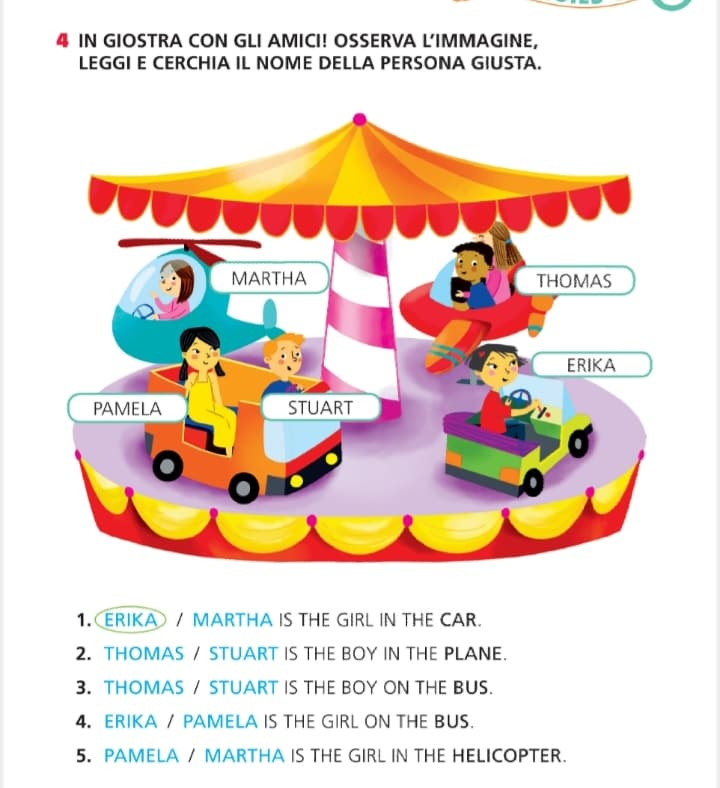 4 IN GIOSTRA CON GLI AMICI! OSSERVA L'IMMAGINE,
LEGGI E CERCHIA IL NOME DELLA PERSONA GIUSTA.
MARTHA
THOMAS
ERIKA
PAMELA
STUART
1. ERIKA / MARTHA IS THE GIRL IN THE CAR.
2. THOMAS / STUART IS THE BOY IN THE PLANE.
3. THOMAS / STUART IS THE BOY ON THE BUS.
4. ERIKA / PAMELA IS THE GIRL ON THE BUS.
5. PAMELA / MARTHA IS THE GIRL IN THE HELICOPTER.